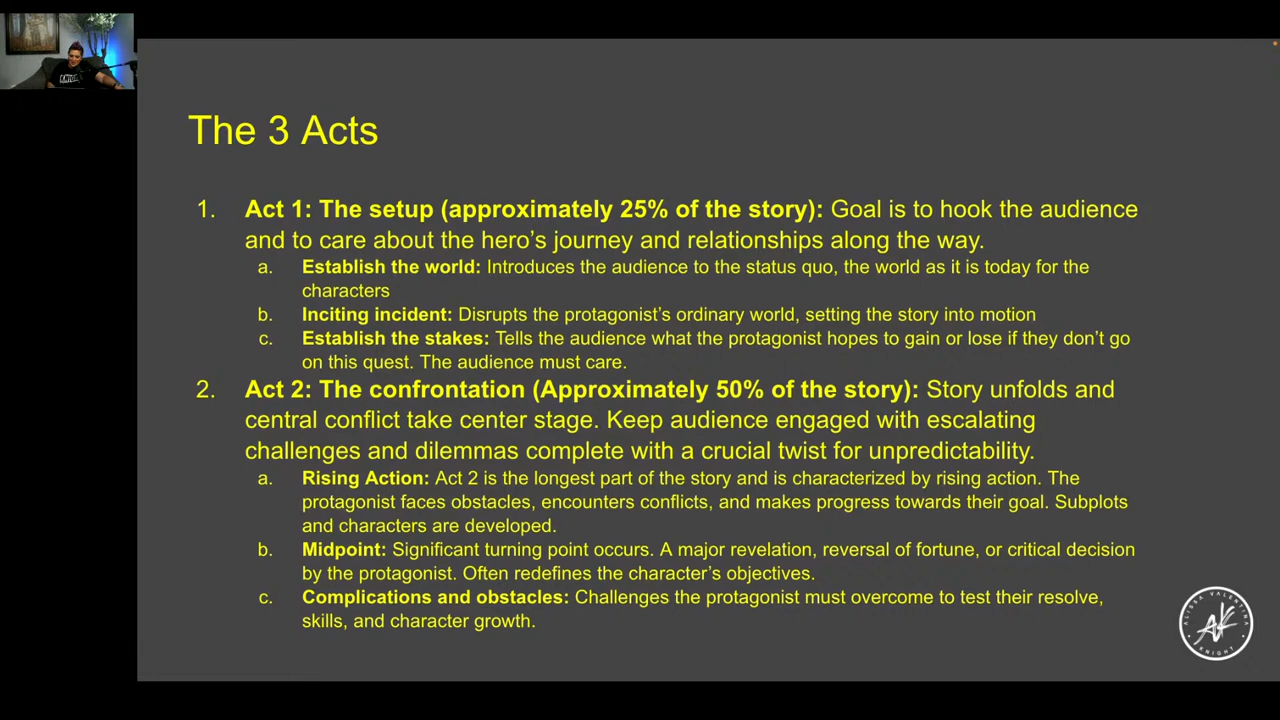 The 3 Acts
1. Act 1: The setup (approximately 25% of the story): Goal is to hook the audience
and to care about the hero’s journey and relationships along the way.
a. Establish the world: Introduces the audience to the status quo, the world as it is today for the
characters
b. Inciting incident: Disrupts the protagonist’s ordinary world, setting the story into motion
c. Establish the stakes: Tells the audience what the protagonist hopes to gain or lose if they don’t go
on this quest. The audience must care.
2. Act 2: The confrontation (Approximately 50% of the story): Story unfolds and
central conflict take center stage. Keep audience engaged with escalating
challenges and dilemmas complete with a crucial twist for unpredictability.
a. Rising Action: Act 2 is the longest part of the story and is characterized by rising action. The
protagonist faces obstacles, encounters conflicts, and makes progress towards their goal. Subplots
and characters are developed.
b. Midpoint: Significant turning point occurs. A major revelation, reversal of fortune, or critical decision
by the protagonist. Often redefines the character’s objectives.
c. Complications and obstacles: Challenges the protagonist must overcome to test their resolve,
skills, and character growth.
ALISSA VALENTINA
AK
KNIGHT